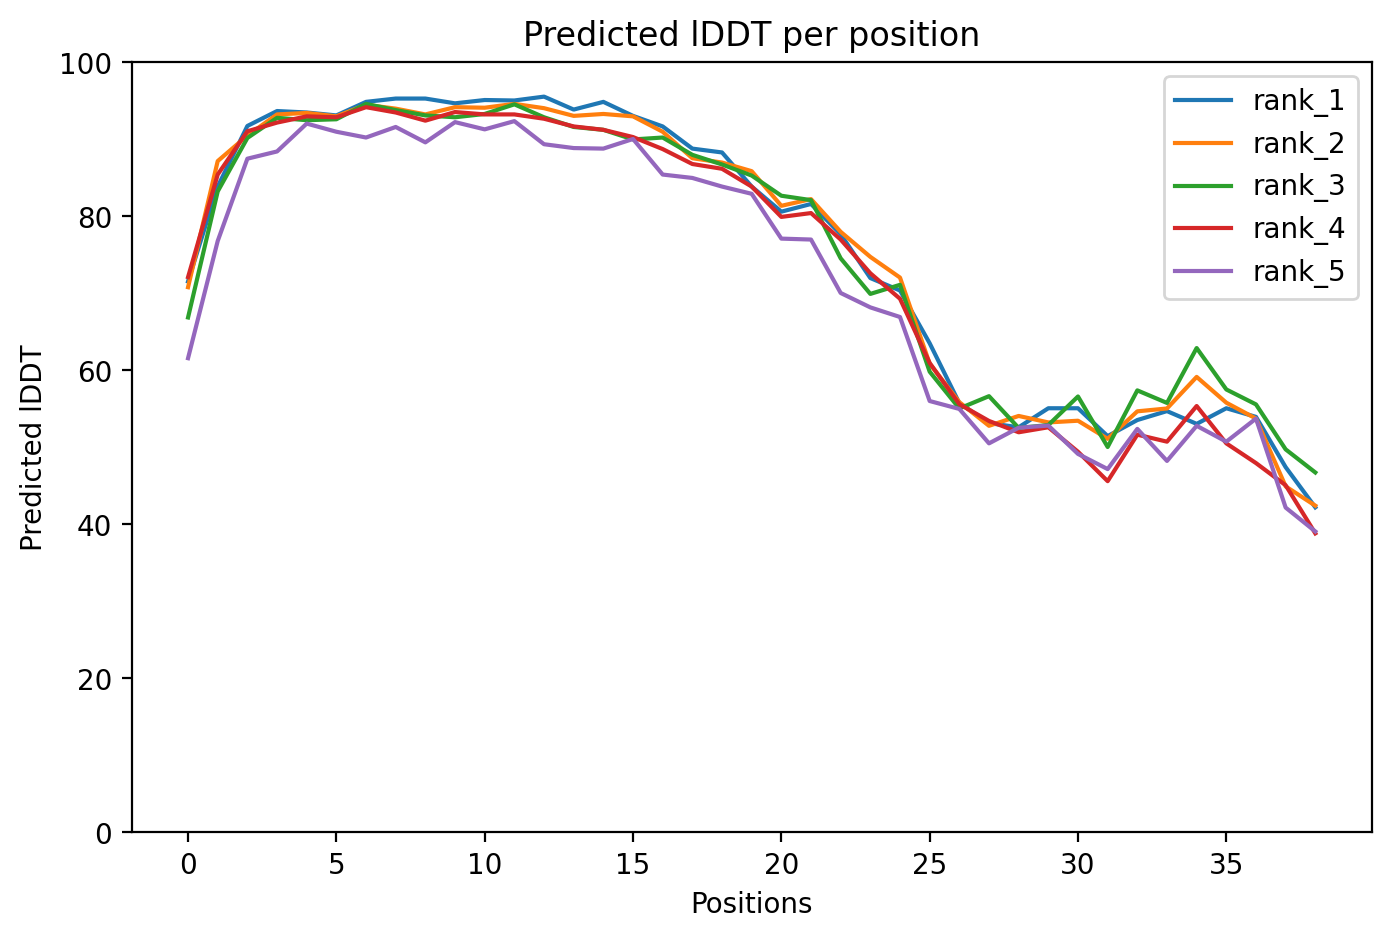 Predicted lDDT per position
Predicted lDDT
100
80
60
40
20
0
rank_1
rank_2
rank_3
rank_4
rank_5
0 5 10 15 20 25 30 35
Positions